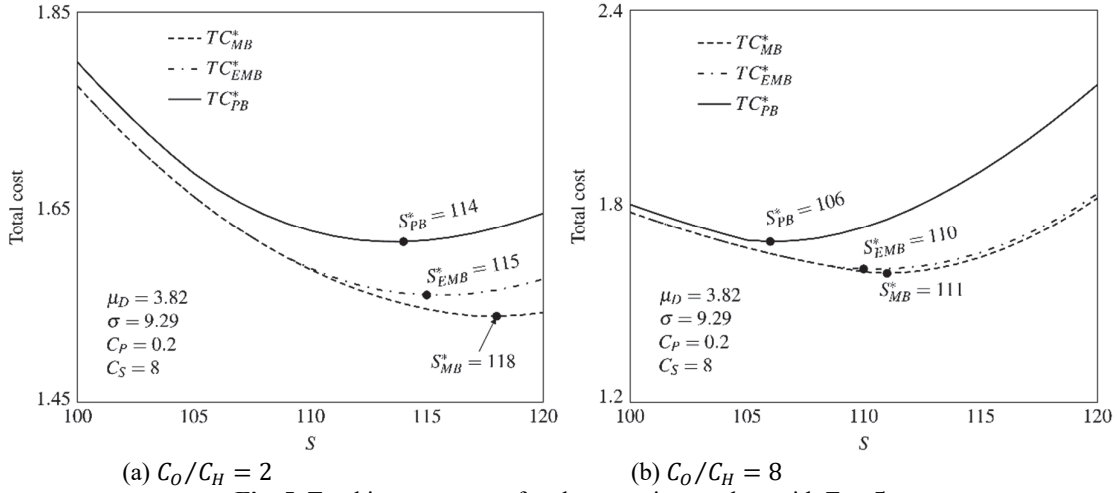 1.85
TC*MB
TC*EMB
TC*PB
Total cost
1.65
S*PB = 114
S*EMB = 115
μD = 3.82
σ = 9.29
CP = 0.2
CS = 8
S*MB = 118
1.45
100 105 110 115 120
S
(a) CO/CH = 2
2.4
TC*MB
TC*EMB
TC*PB
Total cost
1.8
S*PB = 106
S*EMB = 110
S*MB = 111
μD = 3.82
σ = 9.29
CP = 0.2
CS = 8
1.2
100 105 110 115 120
S
(b) CO/CH = 8